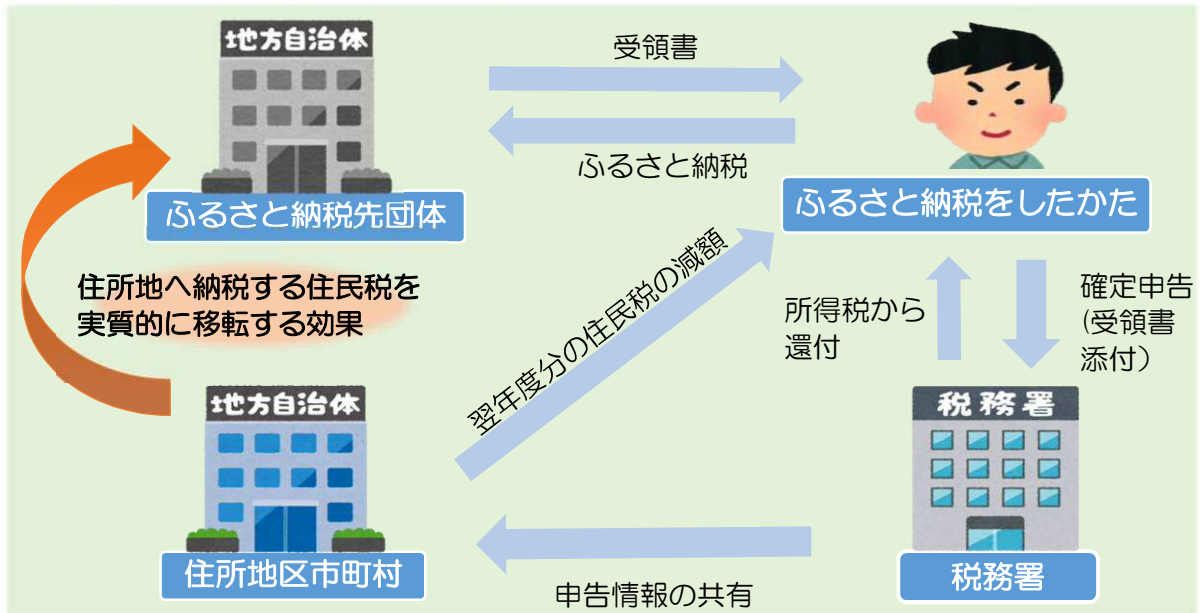 地方自治体
受領書
ふるさと納税
ふるさと納税先団体
ふるさと納税をしたかた
住所地へ納税する住民税を
実質的に移転する効果
翌年度分の住民税の減額
所得税から
還付
確定申告
(受領書
添付）
地方自治体
税務署
住所地区市町村
申告情報の共有
税務署